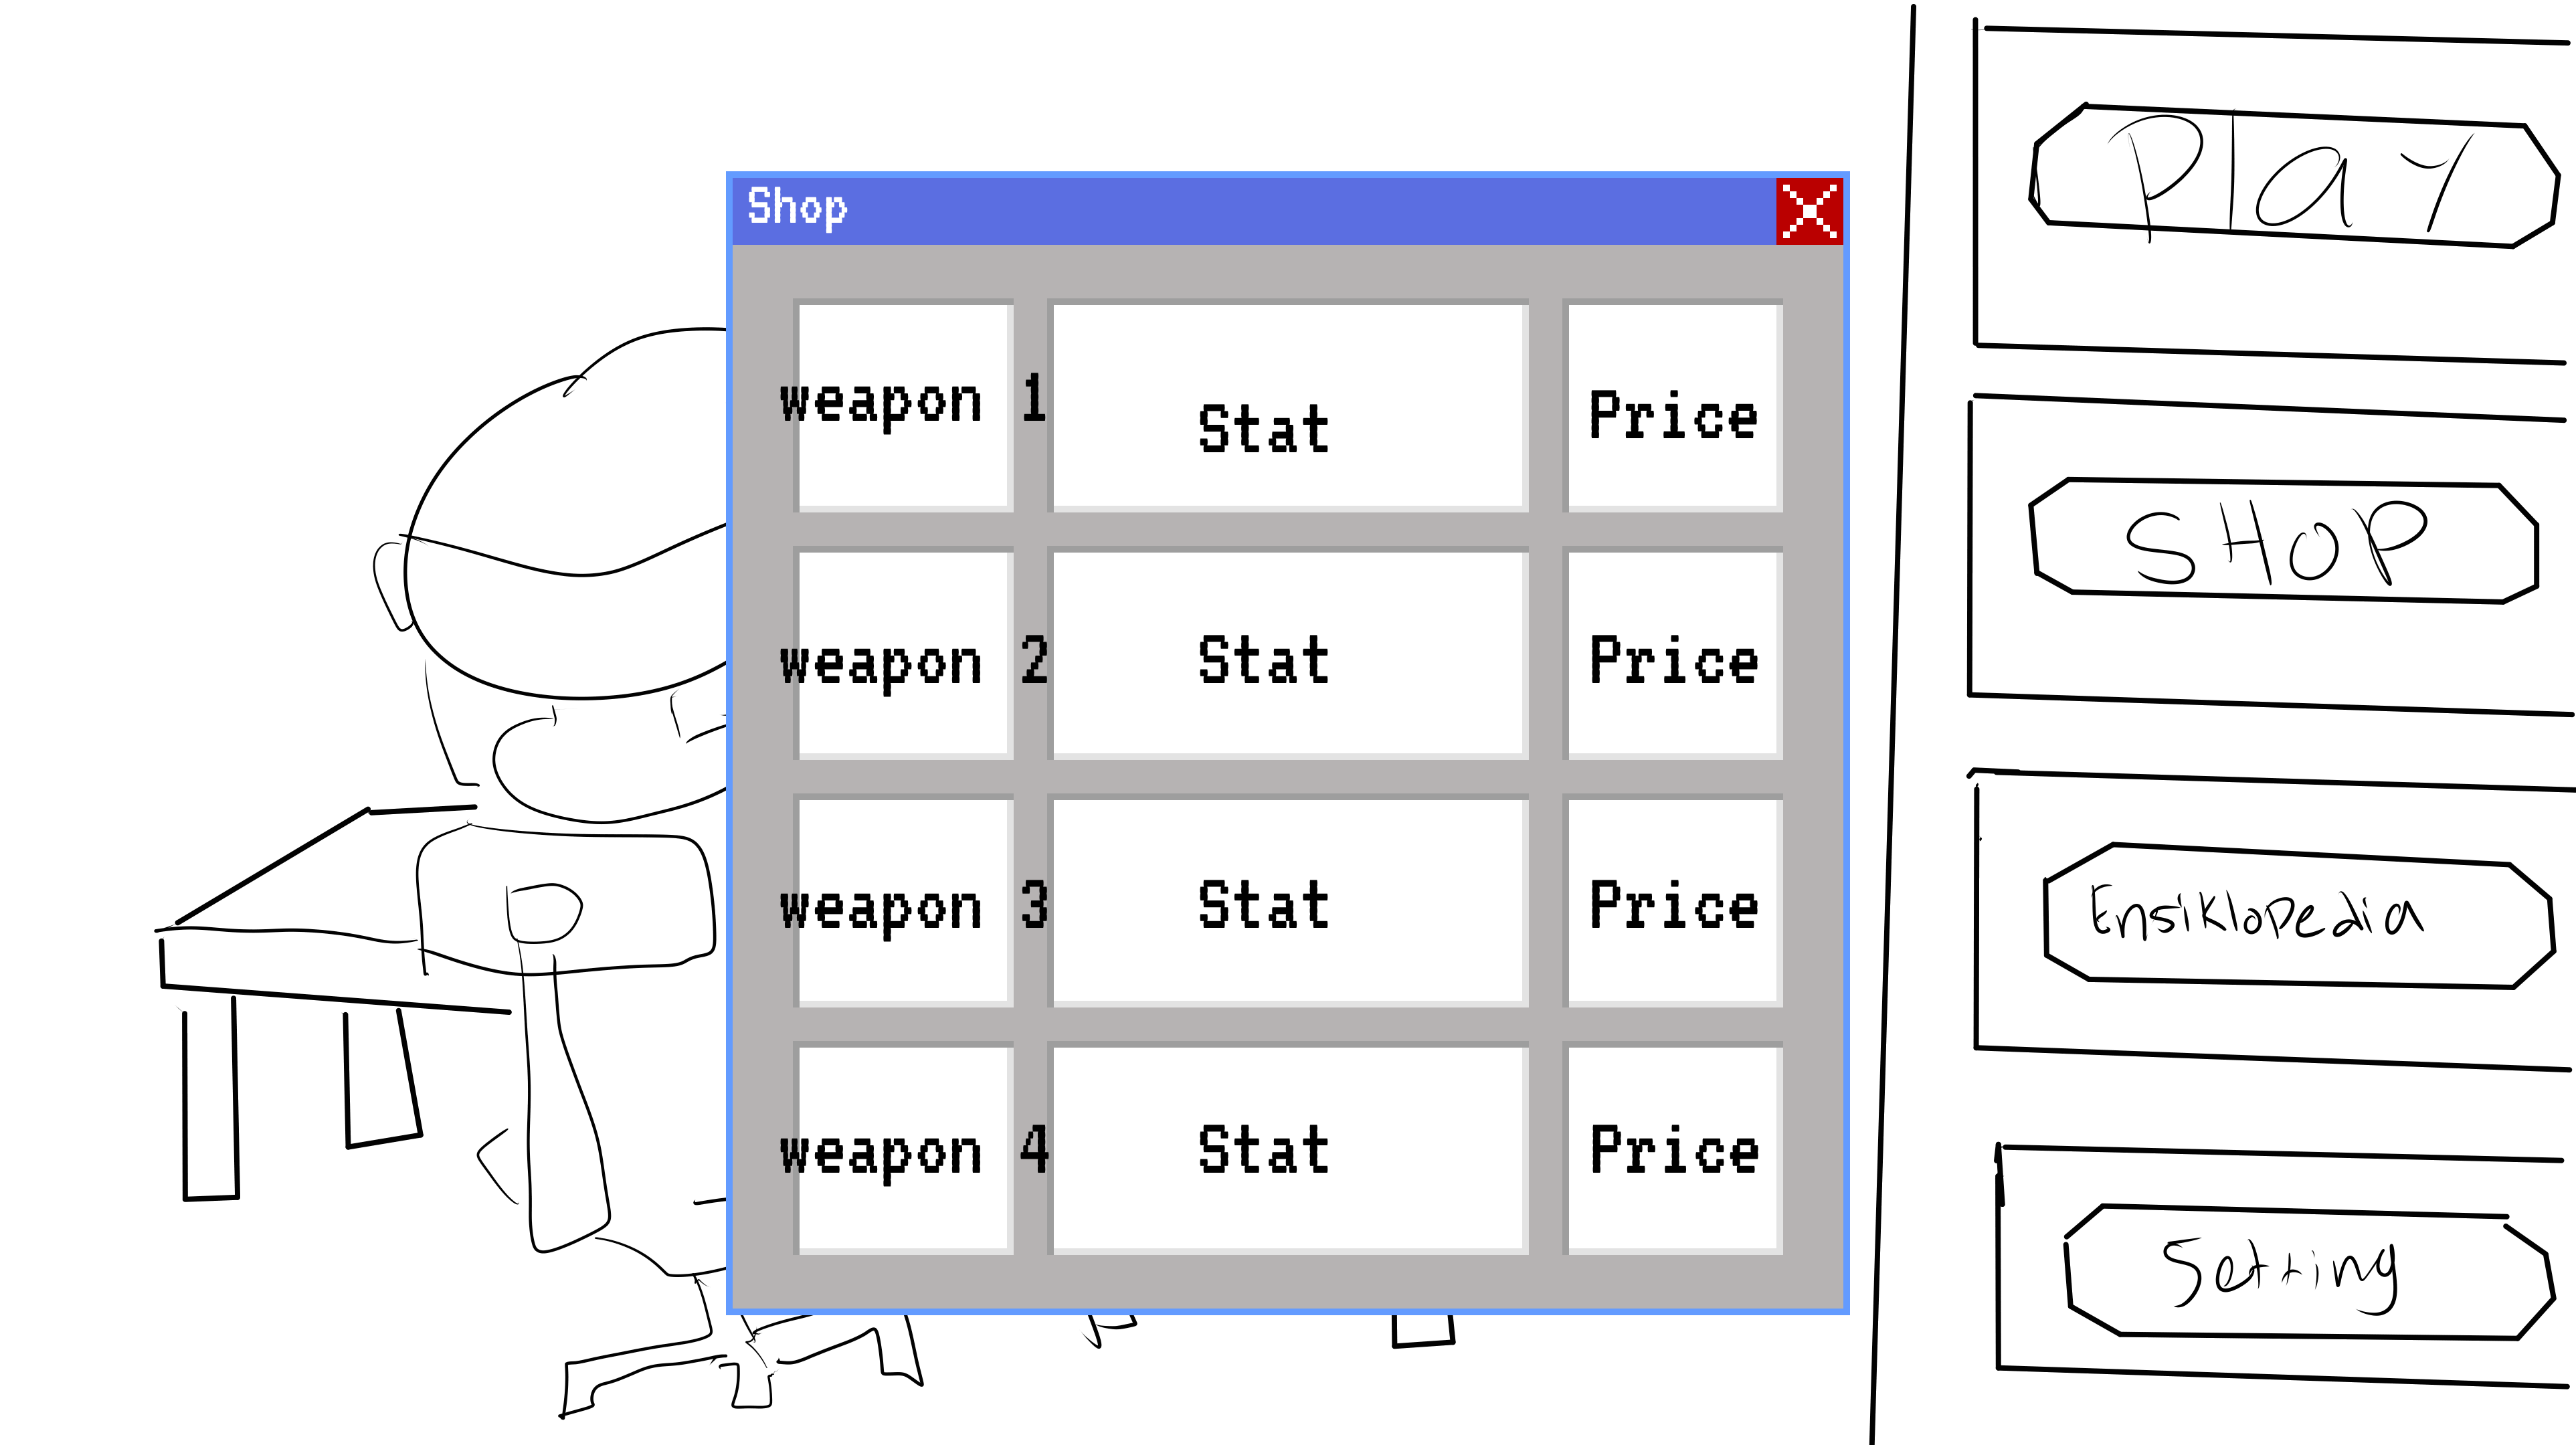 Shop
weapon 1 Stat Price
weapon 2 Stat Price
weapon 3 Stat Price
weapon 4 Stat Price
Play
SHOP
Ensiklopedia
Setting